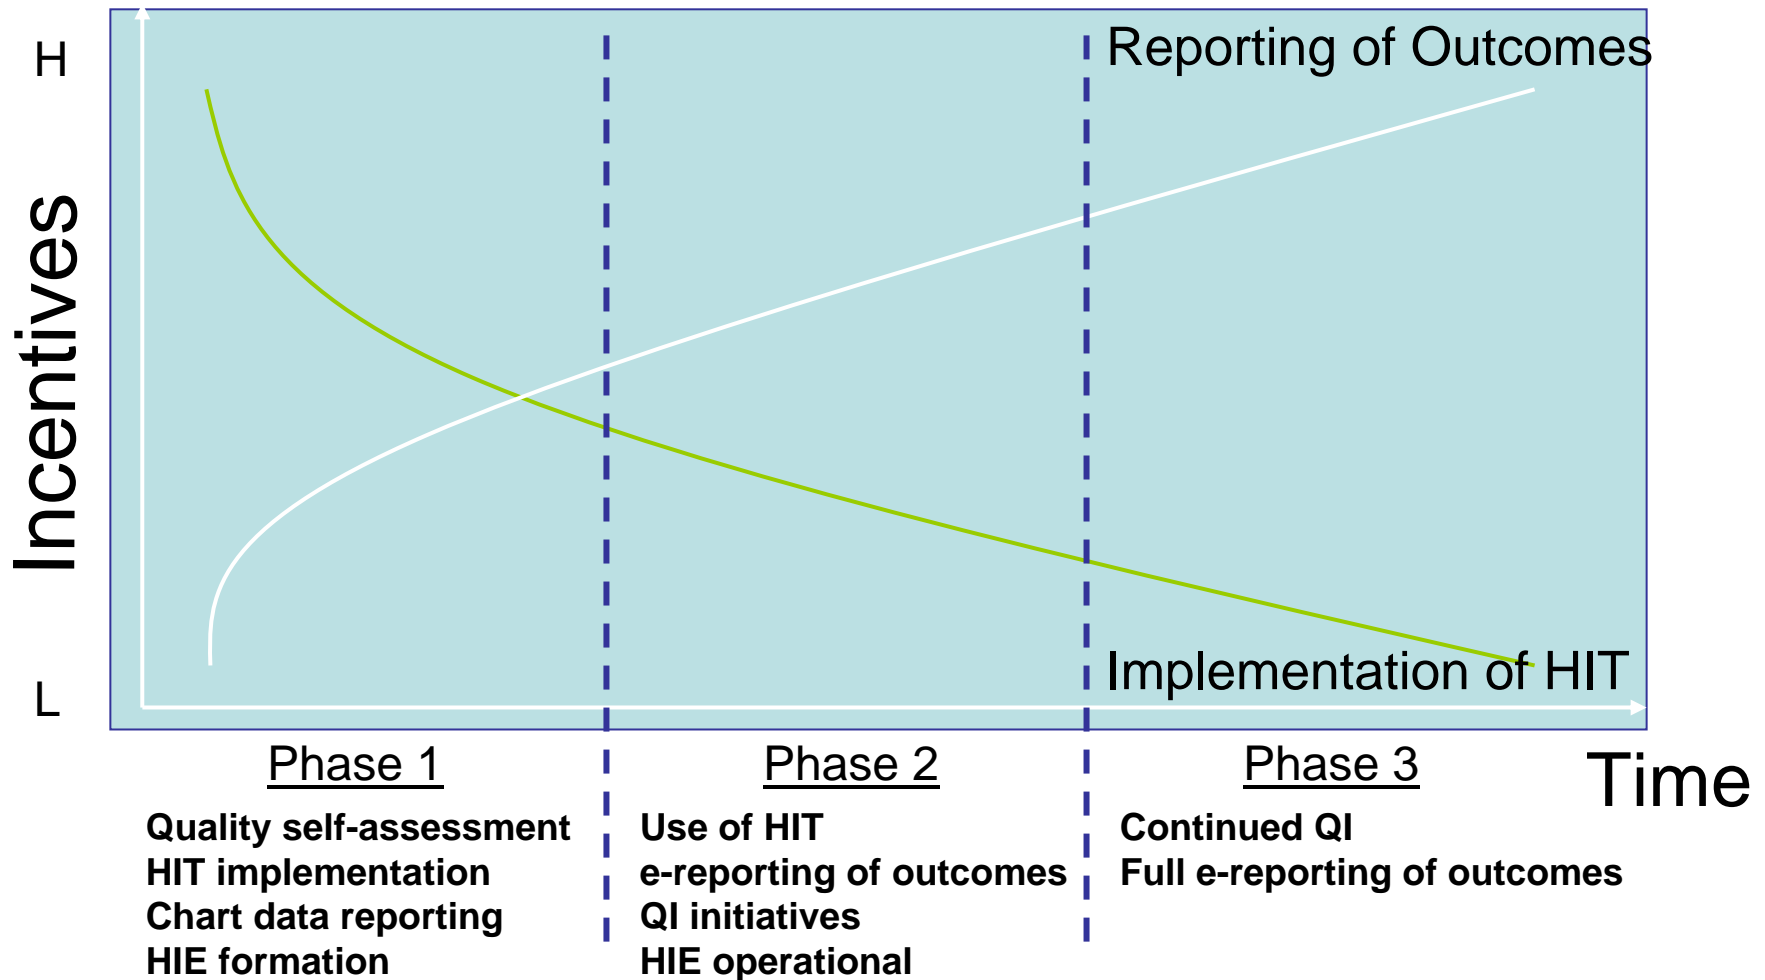 H
Reporting of Outcomes
Incentives
Implementation of HIT
L
Phase 1
Phase 2
Phase 3
Time
Quality self-assessment
HIT implementation
Chart data reporting
HIE formation
Use of HIT
e-reporting of outcomes
QI initiatives
HIE operational
Continued QI
Full e-reporting of outcomes